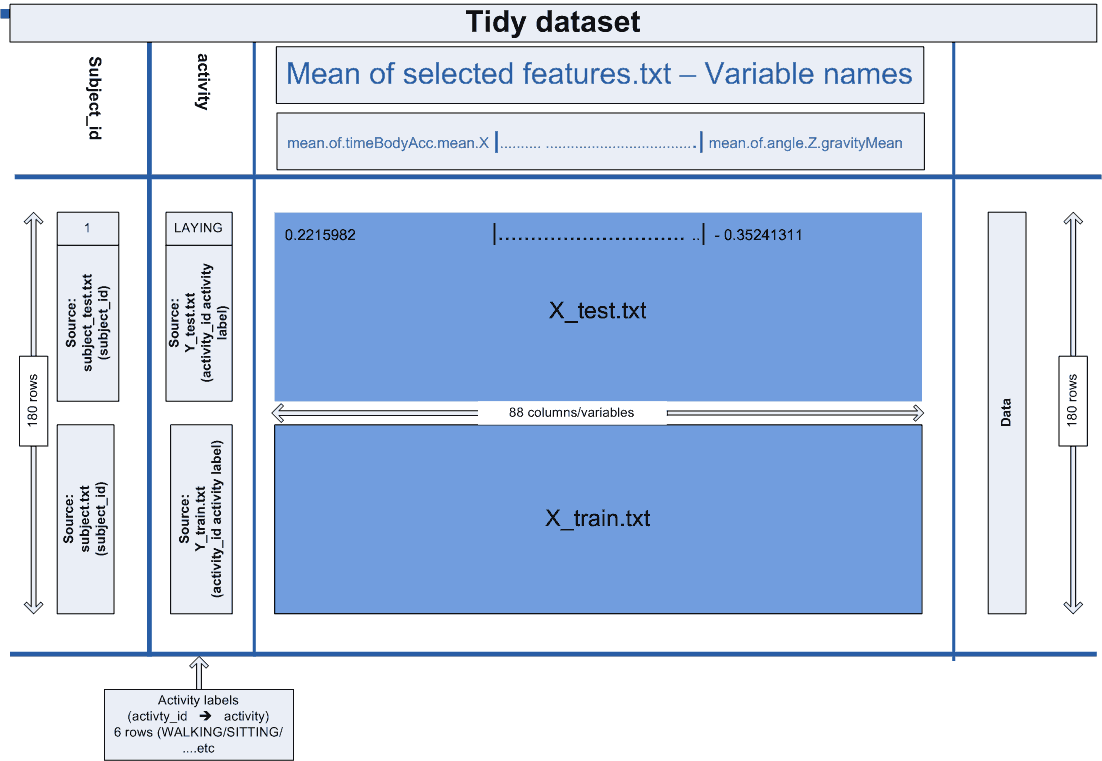 Tidy dataset
Subject_id
activity
Mean of selected features.txt – Variable names
mean.of.timeBodyAcc.mean.X |......... ...................................| mean.of.angle.Z.gravityMean
180 rows
1
Source:
subject_test.txt
(subject_id)
LAYING
Source:
Y_test.txt
(activity_id activity
label)
0.2215982 |............................ ..| - 0.35241311
X_test.txt
88 columns/variables
Source:
subject.txt
(subject_id)
Source:
Y_train.txt
(activity_id activity label)
X_train.txt
Data
180 rows
Activity labels
(activty_id ➔ activity)
6 rows (WALKING/SITTING/
....etc